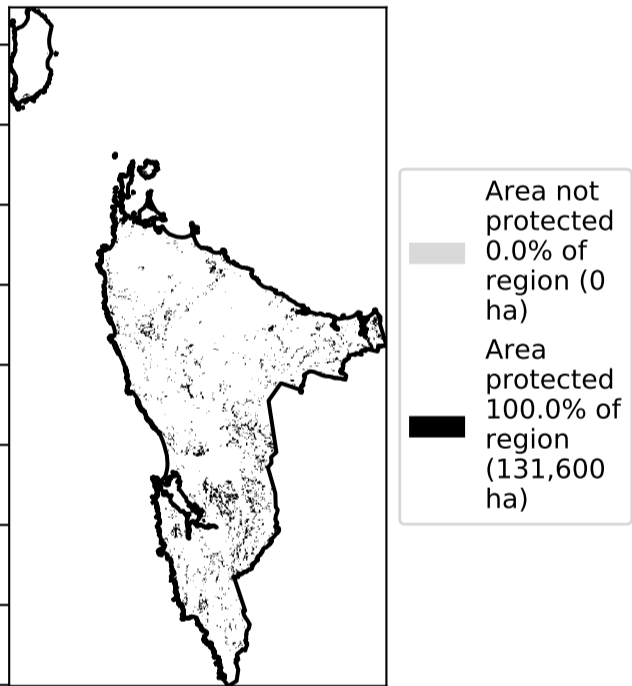 Area not
protected
0.0% of
region (0
ha)
Area
protected
100.0% of
region
(131,600
ha)